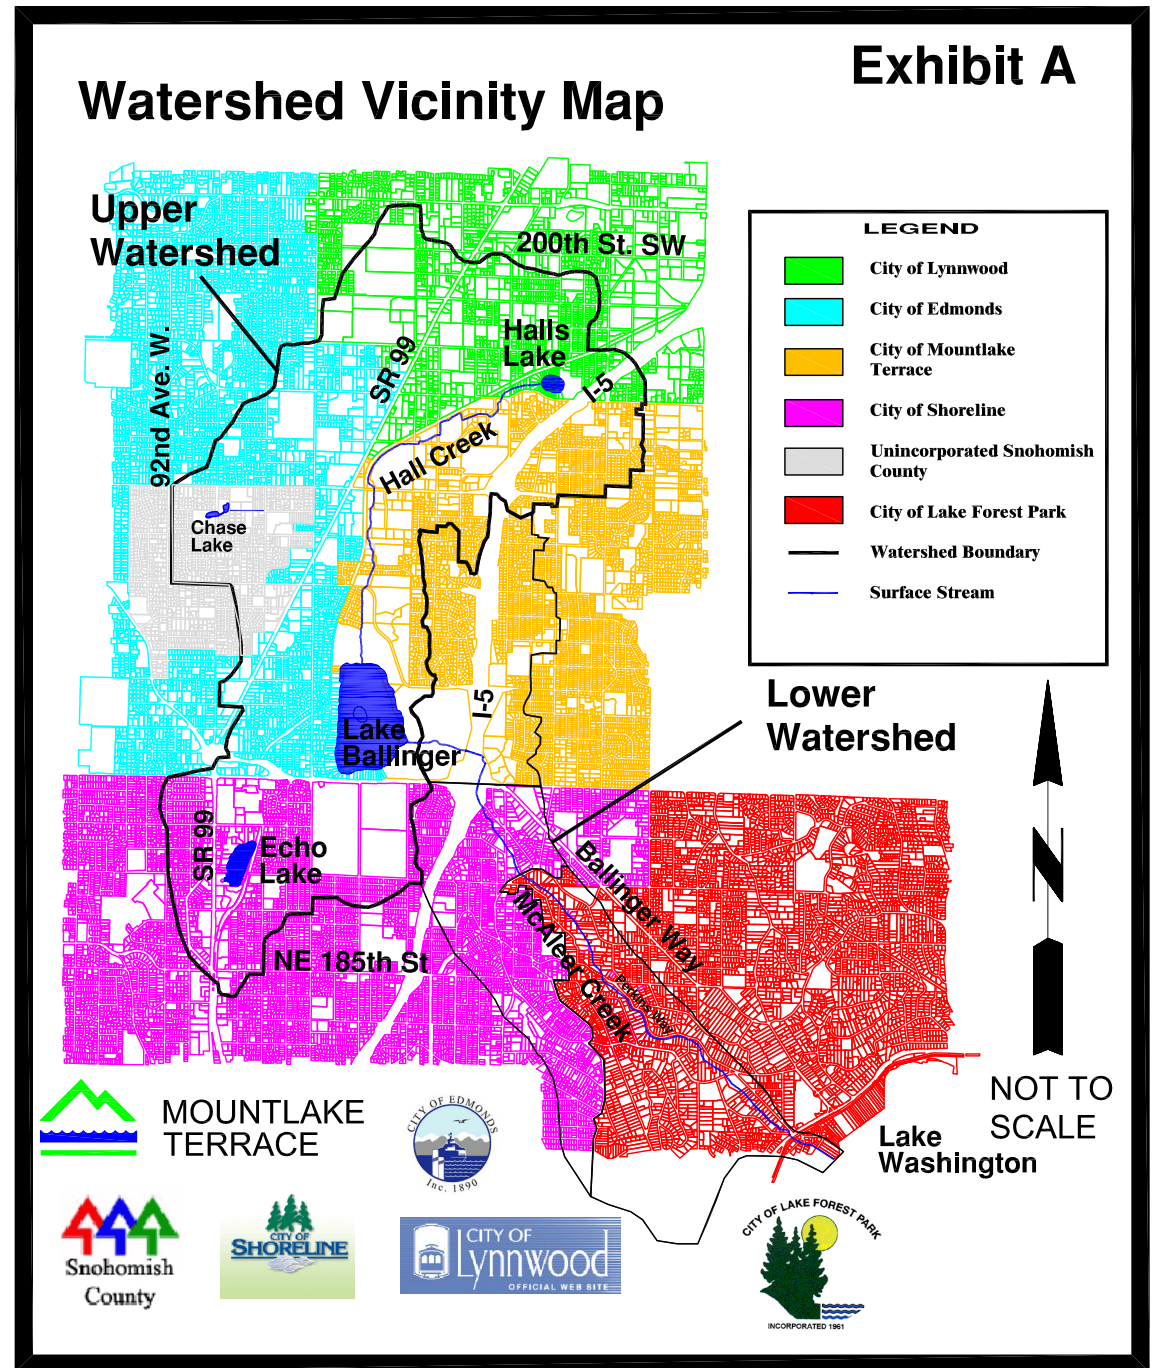 Exhibit A
Watershed Vicinity Map
Upper
Watershed
200th St. SW
Halls
Lake
SR 99
I-5
92nd Ave. W.
Hall Creek
Chase
Lake
LEGEND
City of Lynnwood
City of Edmonds
City of Mountlake
Terrace
City of Shoreline
Unincorporated Snohomish
County
City of Lake Forest Park
Watershed Boundary
Surface Stream
I-5
Lake
Ballinger
Lower
Watershed
SR 99
Echo
Lake
Ballinger Way
McAleer Creek
Perkins Way
NE 185th St
N
NOT TO
SCALE
Lake
Washington
MOUNTLAKE
TERRACE
CITY OF EDMONDS
Inc. 1890
Snohomish
County
CITY OF
SHORELINE
CITY OF
Lynnwood
OFFICIAL WEB SITE
CITY OF LAKE FOREST PARK
INCORPORATED 1961